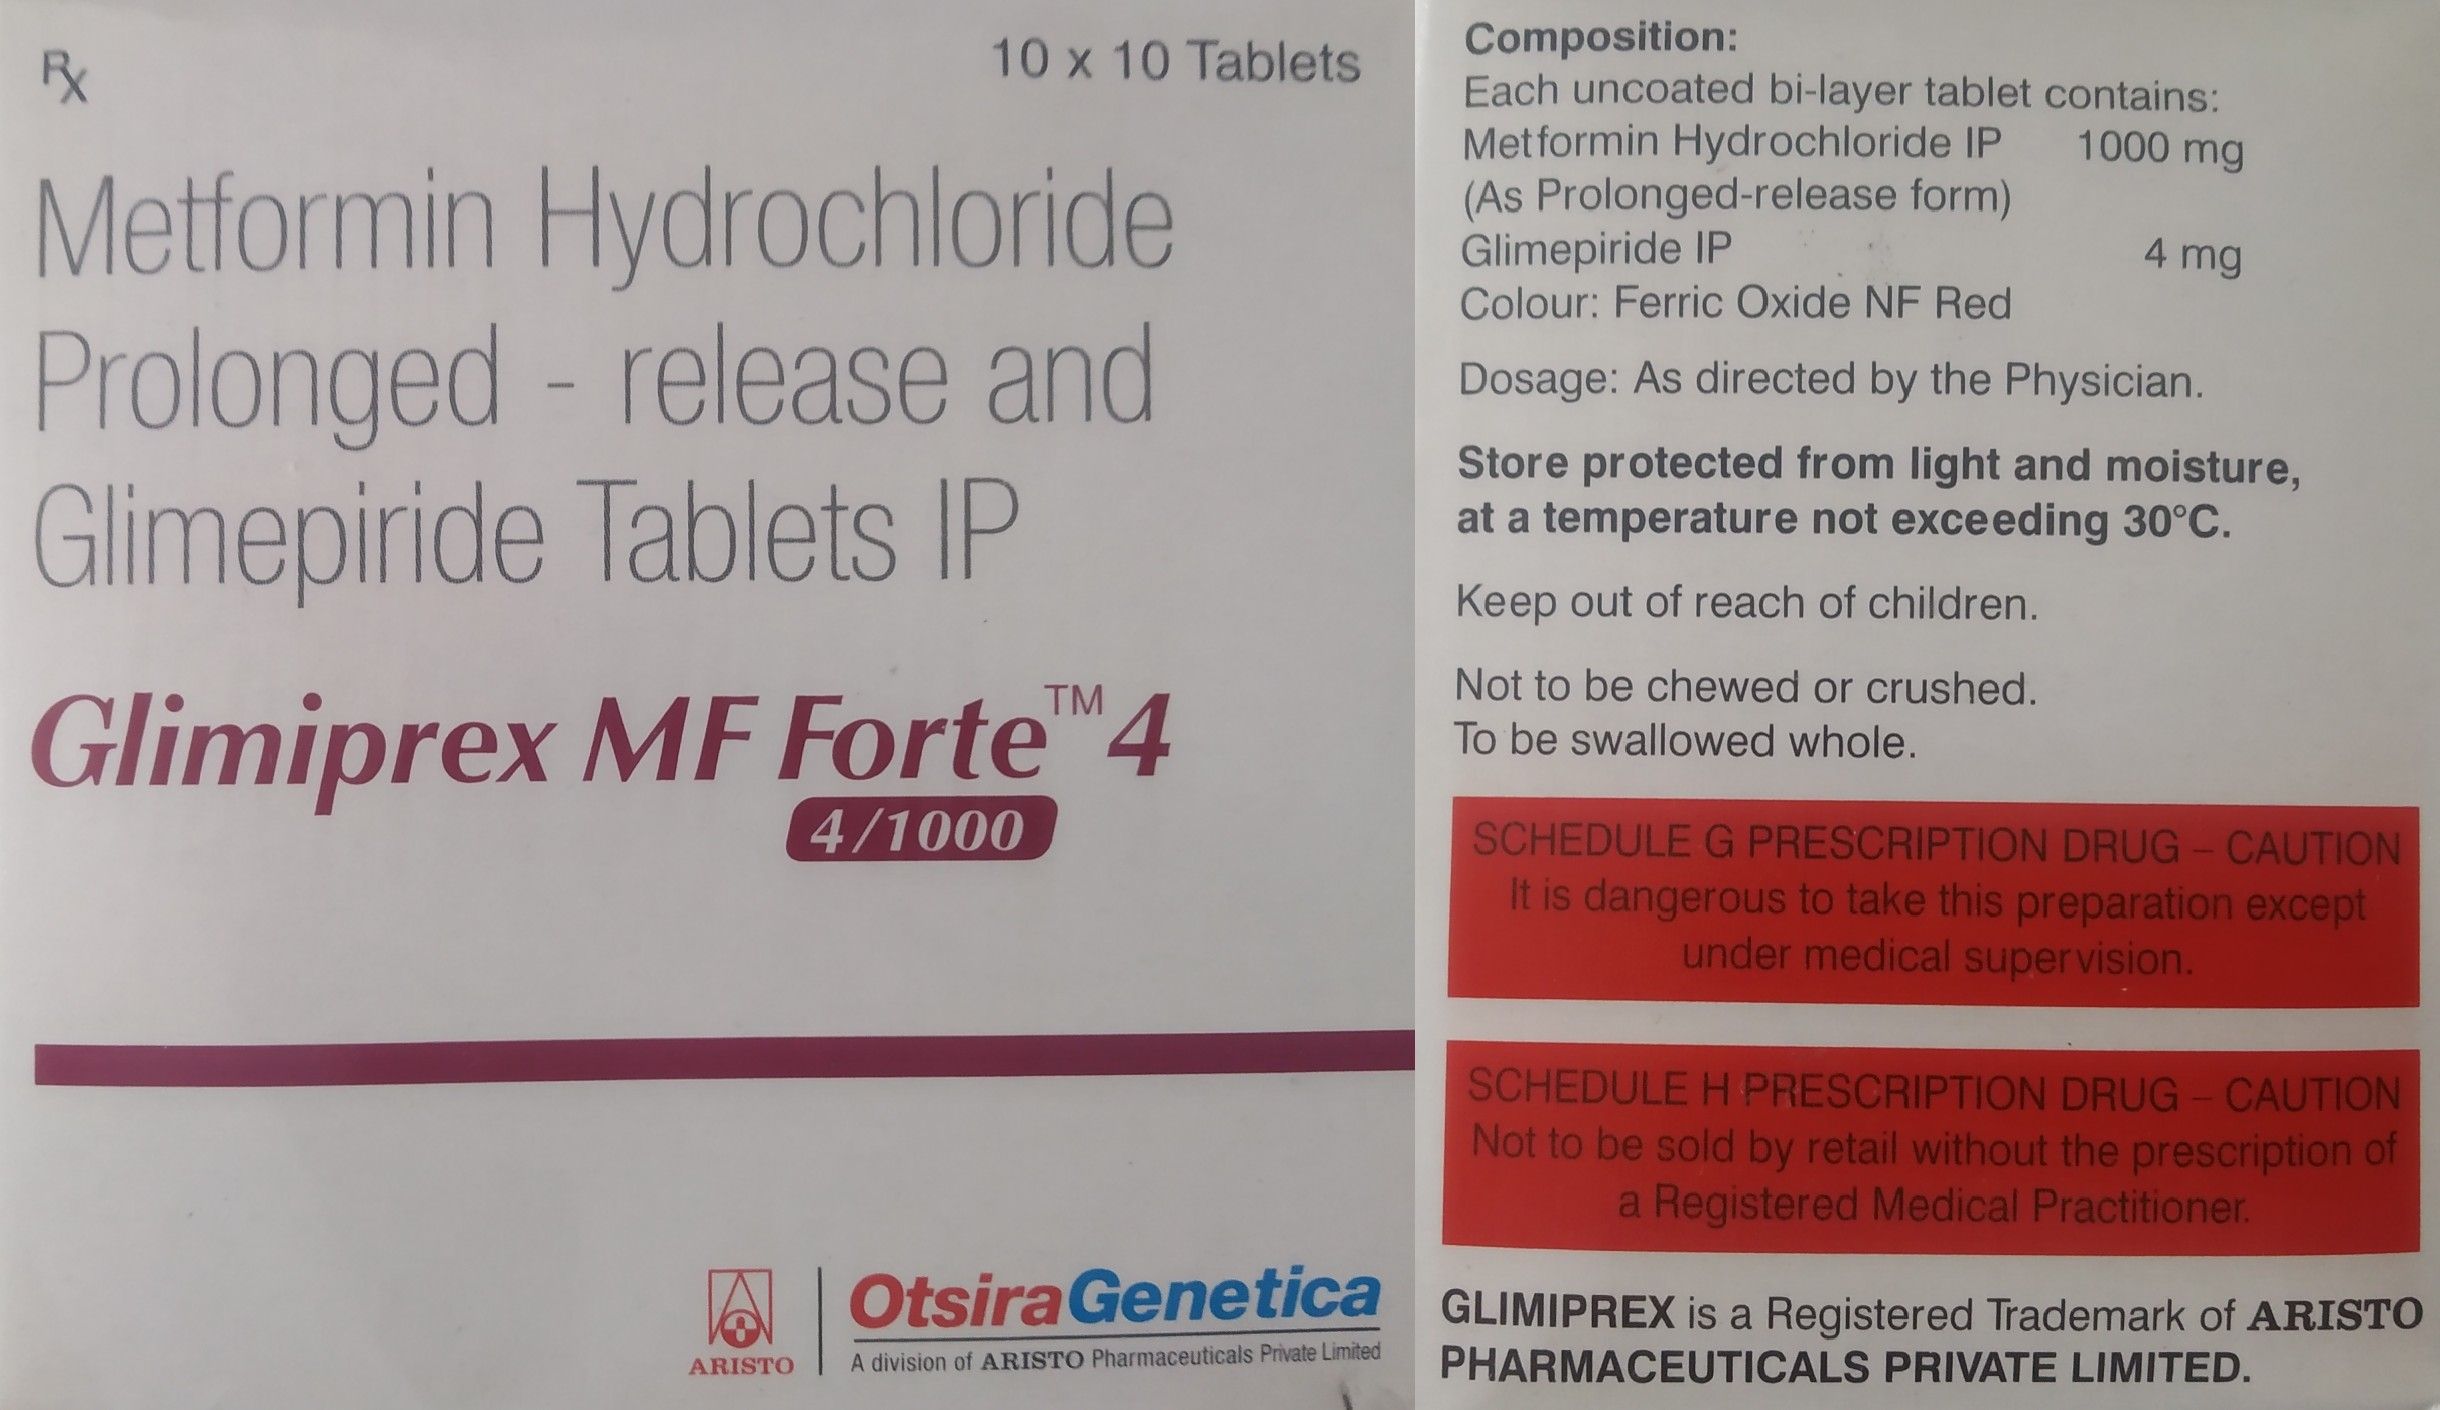 Rx
10 x 10 Tablets
Metformin Hydrochloride
Prolonged - release and
Glimepiride Tablets IP
Glimiprex MF Forte™ 4
4/1000
ARISTO
OtsiraGenetica
A division of ARISTO Pharmaceuticals Private Limited
Composition:
Each uncoated bi-layer tablet contains:
Metformin Hydrochloride IP 1000 mg
(As Prolonged-release form)
Glimepiride IP 4 mg
Colour: Ferric Oxide NF Red
Dosage: As directed by the Physician.
Store protected from light and moisture,
at a temperature not exceeding 30°C.
Keep out of reach of children.
Not to be chewed or crushed.
To be swallowed whole.
SCHEDULE G PRESCRIPTION DRUG – CAUTION
It is dangerous to take this preparation except
under medical supervision.
SCHEDULE H PRESCRIPTION DRUG – CAUTION
Not to be sold by retail without the prescription of
a Registered Medical Practitioner.
GLIMIPREX is a Registered Trademark of ARISTO
PHARMACEUTICALS PRIVATE LIMITED.